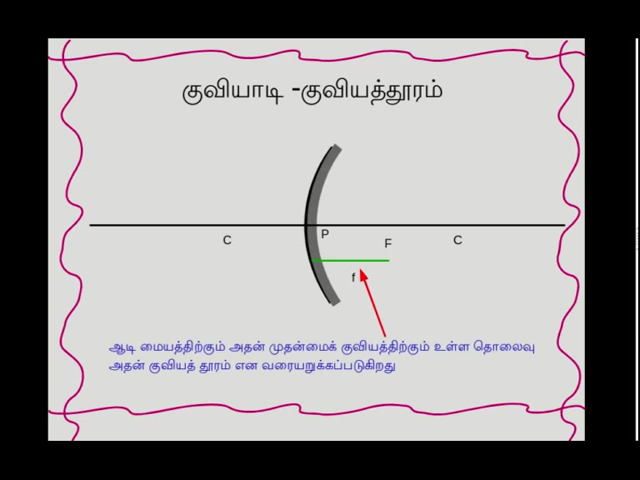 குவியாடி -குவியத்தூரம்
C
P
F
C
f
ஆடி மையத்திற்கும் அதன் முதன்மைக் குவியத்திற்கும் உள்ள தொலைவு
அதன் குவியத் தூரம் என வரையறுக்கப்படுகிறது